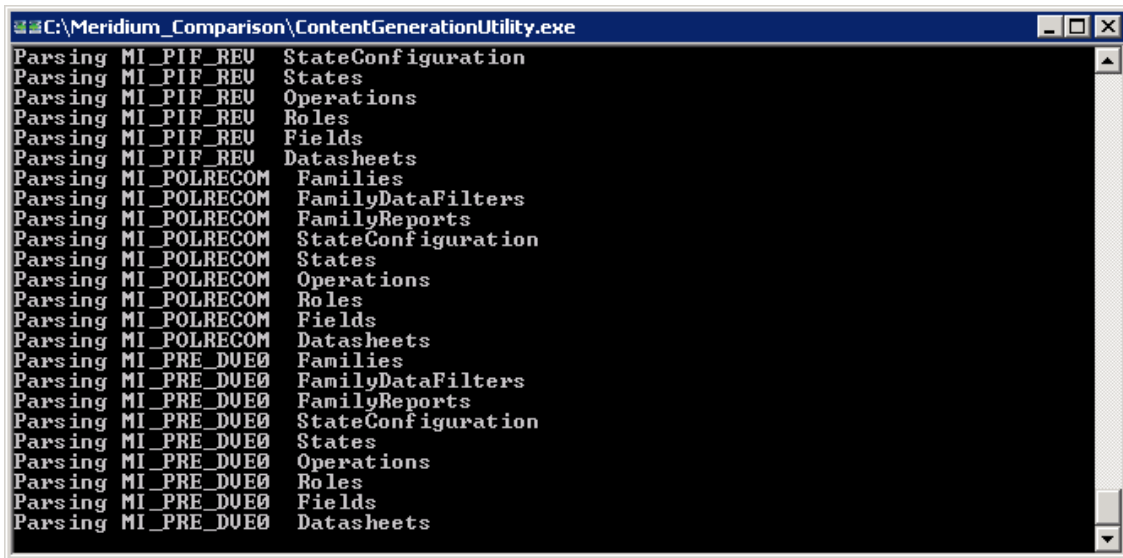 C:\Meridium_Comparison\ContentGenerationUtility.exe
Parsing MI_PIF_REV  StateConfiguration
Parsing MI_PIF_REV  States
Parsing MI_PIF_REV  Operations
Parsing MI_PIF_REV  Roles
Parsing MI_PIF_REV  Fields
Parsing MI_PIF_REV  Datasheets
Parsing MI_POLRECOM  Families
Parsing MI_POLRECOM  FamilyDataFilters
Parsing MI_POLRECOM  FamilyReports
Parsing MI_POLRECOM  StateConfiguration
Parsing MI_POLRECOM  States
Parsing MI_POLRECOM  Operations
Parsing MI_POLRECOM  Roles
Parsing MI_POLRECOM  Fields
Parsing MI_POLRECOM  Datasheets
Parsing MI_PRE_DVE0  Families
Parsing MI_PRE_DVE0  FamilyDataFilters
Parsing MI_PRE_DVE0  FamilyReports
Parsing MI_PRE_DVE0  StateConfiguration
Parsing MI_PRE_DVE0  States
Parsing MI_PRE_DVE0  Operations
Parsing MI_PRE_DVE0  Roles
Parsing MI_PRE_DVE0  Fields
Parsing MI_PRE_DVE0  Datasheets